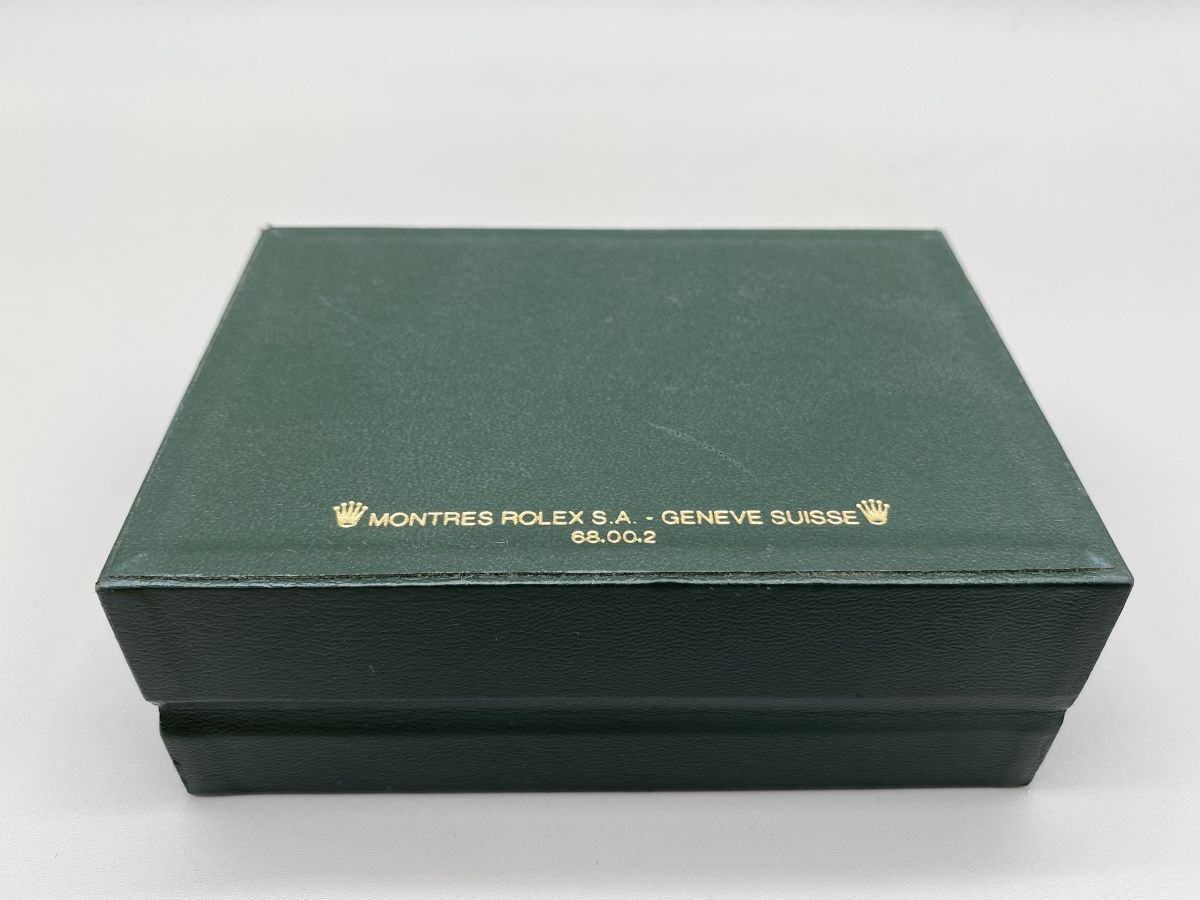 MONTRES ROLEX S.A. - GENEVE SUISSE
68.00.2